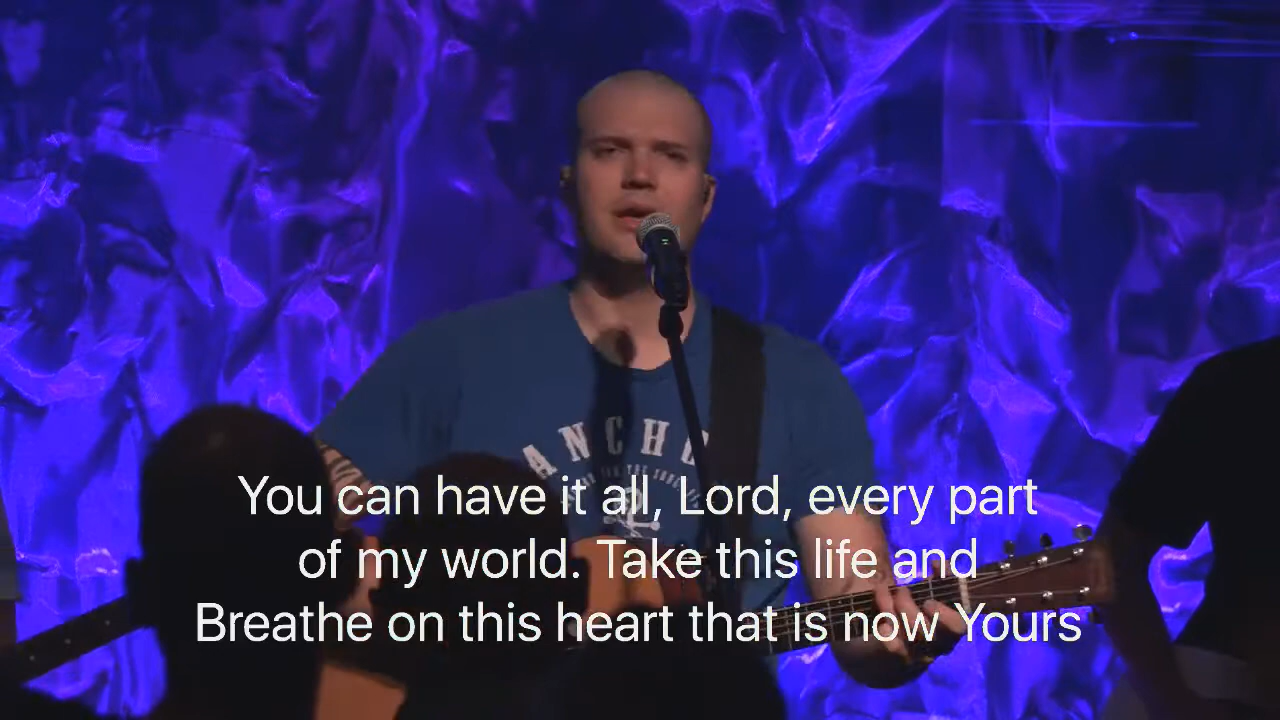 ANCHO
You can have it all, Lord, every part
of my world. Take this life and
Breathe on this heart that is now Yours